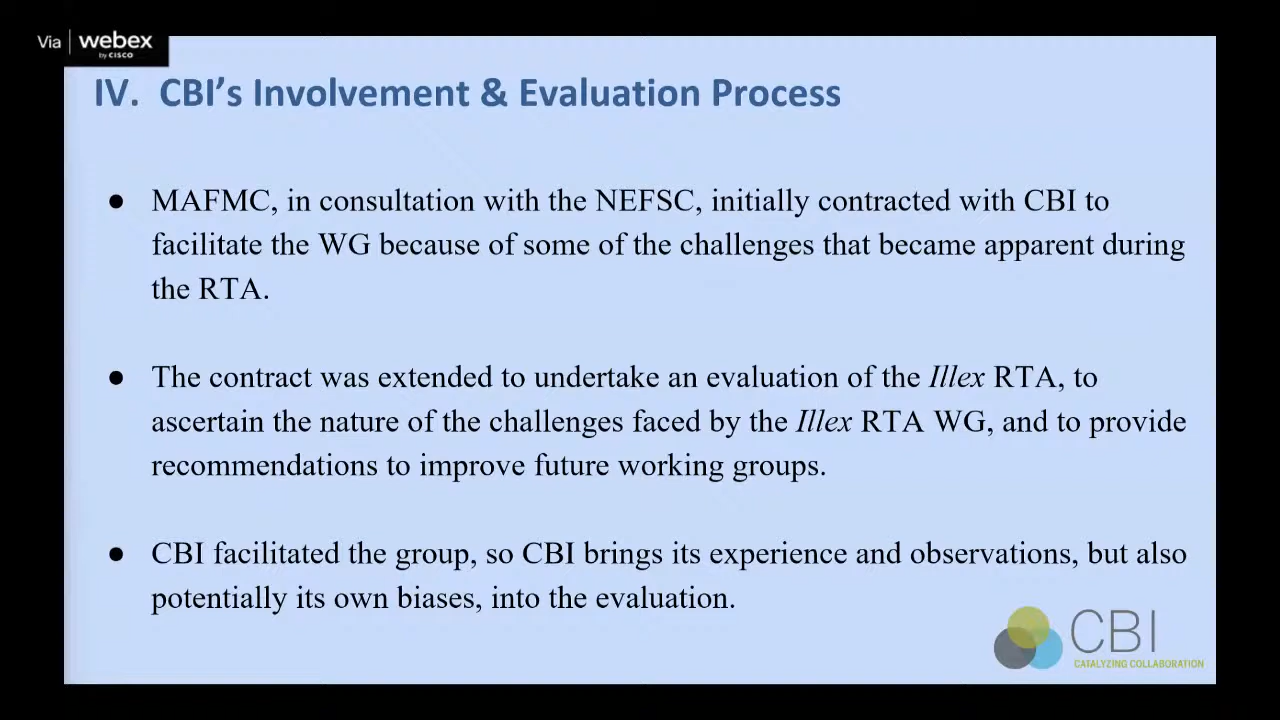 Via webex
by CISCO
IV. CBI's Involvement & Evaluation Process
● MAFMC, in consultation with the NEFSC, initially contracted with CBI to
facilitate the WG because of some of the challenges that became apparent during
the RTA.
● The contract was extended to undertake an evaluation of the Illex RTA, to
ascertain the nature of the challenges faced by the Illex RTA WG, and to provide
recommendations to improve future working groups.
● CBI facilitated the group, so CBI brings its experience and observations, but also
potentially its own biases, into the evaluation.
CBI
CATALYZING COLLABORATION